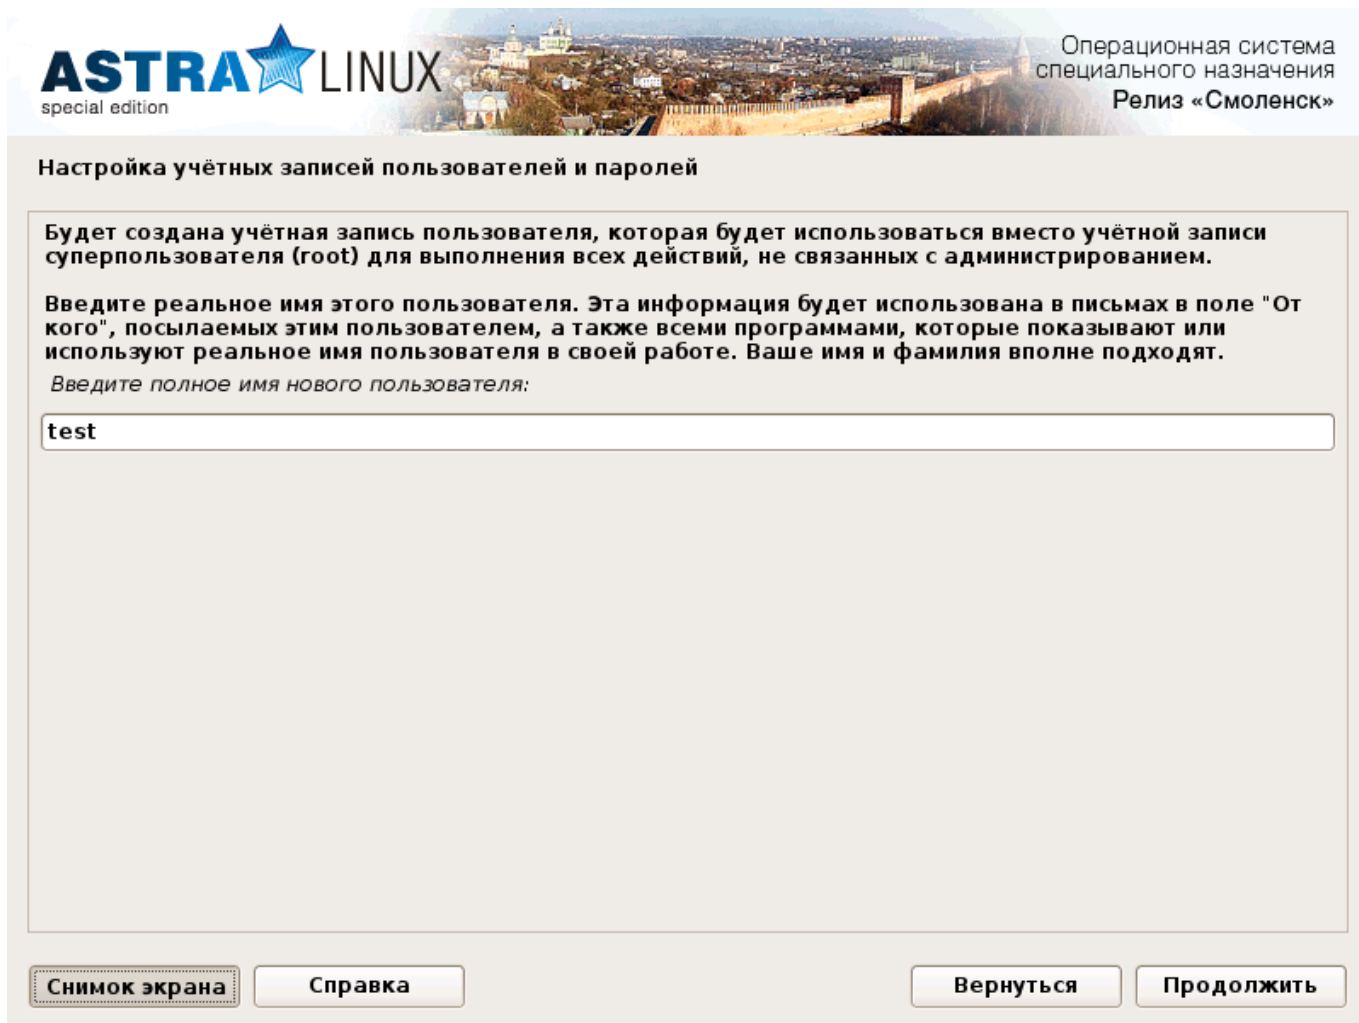 ASTRA LINUX
special edition
Операционная система
специального назначения
Релиз «Смоленск»
Настройка учётных записей пользователей и паролей
Будет создана учётная запись пользователя, которая будет использоваться вместо учётной записи
суперпользователя (root) для выполнения всех действий, не связанных с администрированием.
Введите реальное имя этого пользователя. Эта информация будет использована в письмах в поле "От
кого", посылаемых этим пользователем, а также всеми программами, которые показывают или
используют реальное имя пользователя в своей работе. Ваше имя и фамилия вполне подходят.
Введите полное имя нового пользователя:
test
Снимок экрана
Справка
Вернуться
Продолжить